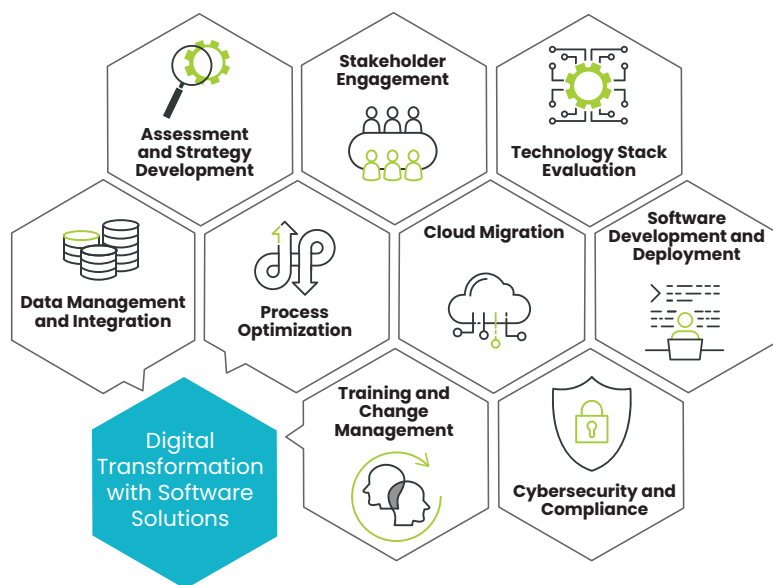 Assessment
and Strategy
Development
Stakeholder
Engagement
Technology Stack
Evaluation
Data Management
and Integration
Process
Optimization
Cloud Migration
Software
Development and
Deployment
Digital
Transformation
with Software
Solutions
Training and
Change
Management
Cybersecurity and
Compliance